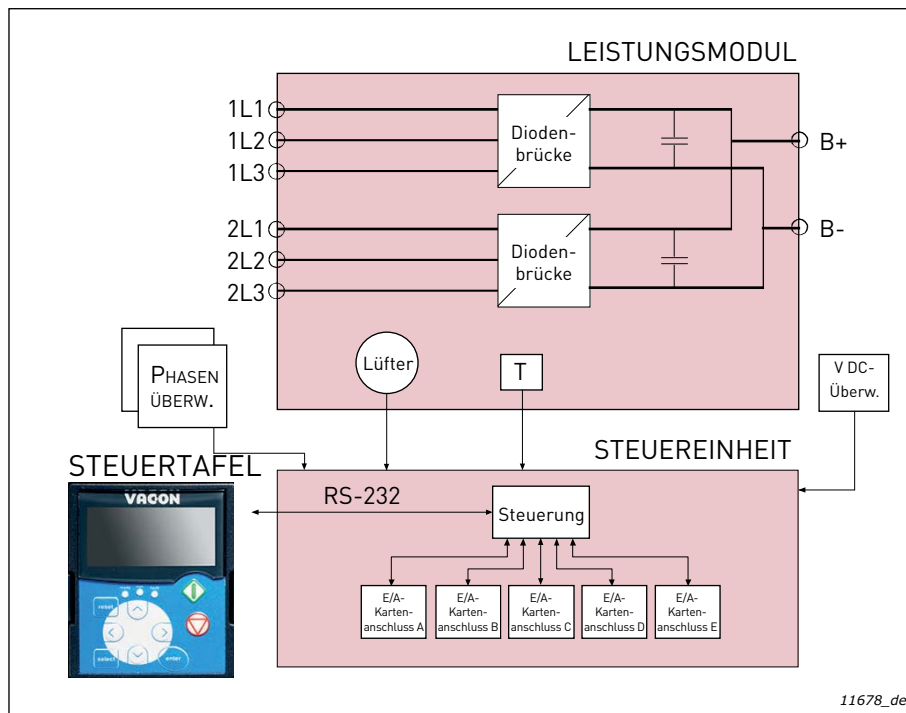 LEISTUNGSMODUL
1L1
1L2
1L3
Dioden-
brücke
B+
2L1
2L2
2L3
Dioden-
brücke
B-
PHASEN
ÜBERW.
Lüfter
T
V DC-
Überw.
STEUERTAFEL
STEUEREINHEIT
VACON
RS-232
Steuerung
reset
select
enter
E/A-
Karten-
anschluss A
E/A-
Karten-
anschluss B
E/A-
Karten-
anschluss C
E/A-
Karten-
anschluss D
E/A-
Karten-
anschluss E
11678_de